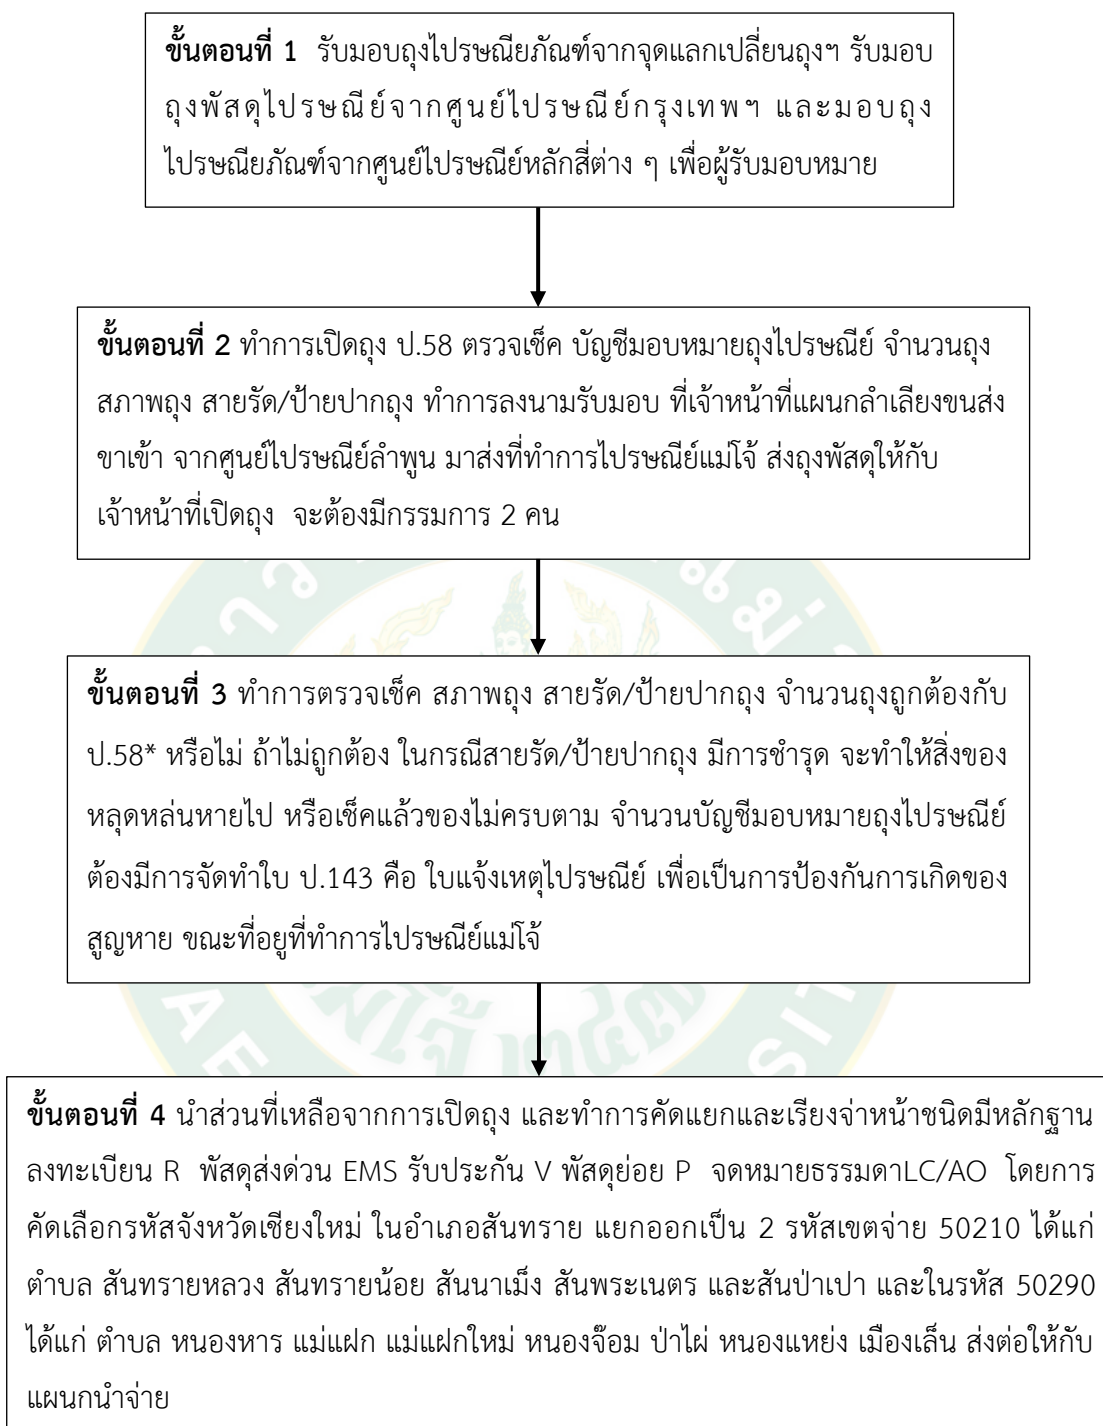 ขั้นตอนที่ 1 รับมอบถุงไปรษณียภัณฑ์จากจุดแลกเปลี่ยนถุงฯ รับมอบ
ถุงพัสดุไปรษณีย์จากศูนย์ไปรษณีย์กรุงเทพฯ และมอบถุง
ไปรษณียภัณฑ์จากศูนย์ไปรษณีย์หลักสี่ต่าง ๆ เพื่อผู้รับมอบหมาย
ขั้นตอนที่ 2 ทำการเปิดถุง ป.58 ตรวจเช็ค บัญชีมอบหมายถุงไปรษณีย์ จำนวนถุง
สภาพถุง สายรัด/ป้ายปากถุง ทำการลงนามรับมอบ ที่เจ้าหน้าที่แผนกลำเลียงขนส่ง
ขาเข้า จากศูนย์ไปรษณีย์ลำพูน มาส่งที่ทำการไปรษณีย์แม่โจ้ ส่งถุงพัสดุให้กับ
เจ้าหน้าที่เปิดถุง จะต้องมีกรรมการ 2 คน
ขั้นตอนที่ 3 ทำการตรวจเช็ค สภาพถุง สายรัด/ป้ายปากถุง จำนวนถุงถูกต้องกับ
ป.58* หรือไม่ ถ้าไม่ถูกต้อง ในกรณีสายรัด/ป้ายปากถุง มีการชำรุด จะทำให้สิ่งของ
หลุดหล่นหายไป หรือเช็คแล้วของไม่ครบตาม จำนวนบัญชีมอบหมายถุงไปรษณีย์
ต้องมีการจัดทำใบ ป.143 คือ ใบแจ้งเหตุไปรษณีย์ เพื่อเป็นการป้องกันการเกิดของ
สูญหาย ขณะที่อยู่ที่ทำการไปรษณีย์แม่โจ้
ขั้นตอนที่ 4 นำส่วนที่เหลือจากการเปิดถุง และทำการคัดแยกและเรียงจ่าหน้าชนิดมีหลักฐาน
ลงทะเบียน R พัสดุส่งด่วน EMS รับประกัน V พัสดุย่อย P จดหมายธรรมดาLC/AO โดยการ
คัดเลือกรหัสจังหวัดเชียงใหม่ ในอำเภอสันทราย แยกออกเป็น 2 รหัสเขตจ่าย 50210 ได้แก่
ตำบล สันทรายหลวง สันทรายน้อย สันนาเม็ง สันพระเนตร และสันป่าเปา และในรหัส 50290
ได้แก่ ตำบล หนองหาร แม่แฝก แม่แฝกใหม่ หนองจ๊อม ป่าไผ่ หนองแหย่ง เมืองเล็น ส่งต่อให้กับ
แผนกนำจ่าย